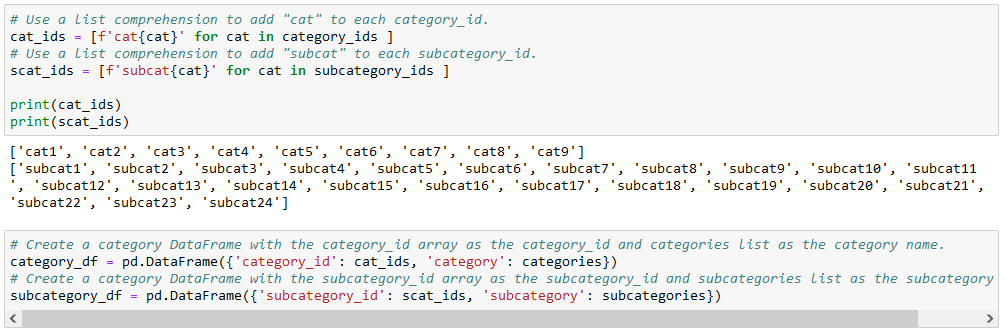 # Use a list comprehension to add "cat" to each category_id.
cat_ids = [f'cat{cat}' for cat in category_ids ]
# Use a list comprehension to add "subcat" to each subcategory_id.
scat_ids = [f'subcat{cat}' for cat in subcategory_ids ]
print(cat_ids)
print(scat_ids)
['cat1', 'cat2', 'cat3', 'cat4', 'cat5', 'cat6', 'cat7', 'cat8', 'cat9']
['subcat1', 'subcat2', 'subcat3', 'subcat4', 'subcat5', 'subcat6', 'subcat7', 'subcat8', 'subcat9', 'subcat10', 'subcat11
', 'subcat12', 'subcat13', 'subcat14', 'subcat15', 'subcat16', 'subcat17', 'subcat18', 'subcat19', 'subcat20', 'subcat21',
'subcat22', 'subcat23', 'subcat24']
# Create a category DataFrame with the category_id array as the category_id and categories list as the category name.
category_df = pd.DataFrame({'category_id': cat_ids, 'category': categories})
# Create a category DataFrame with the subcategory_id array as the subcategory_id and subcategories list as the subcategory
subcategory_df = pd.DataFrame({'subcategory_id': scat_ids, 'subcategory': subcategories})